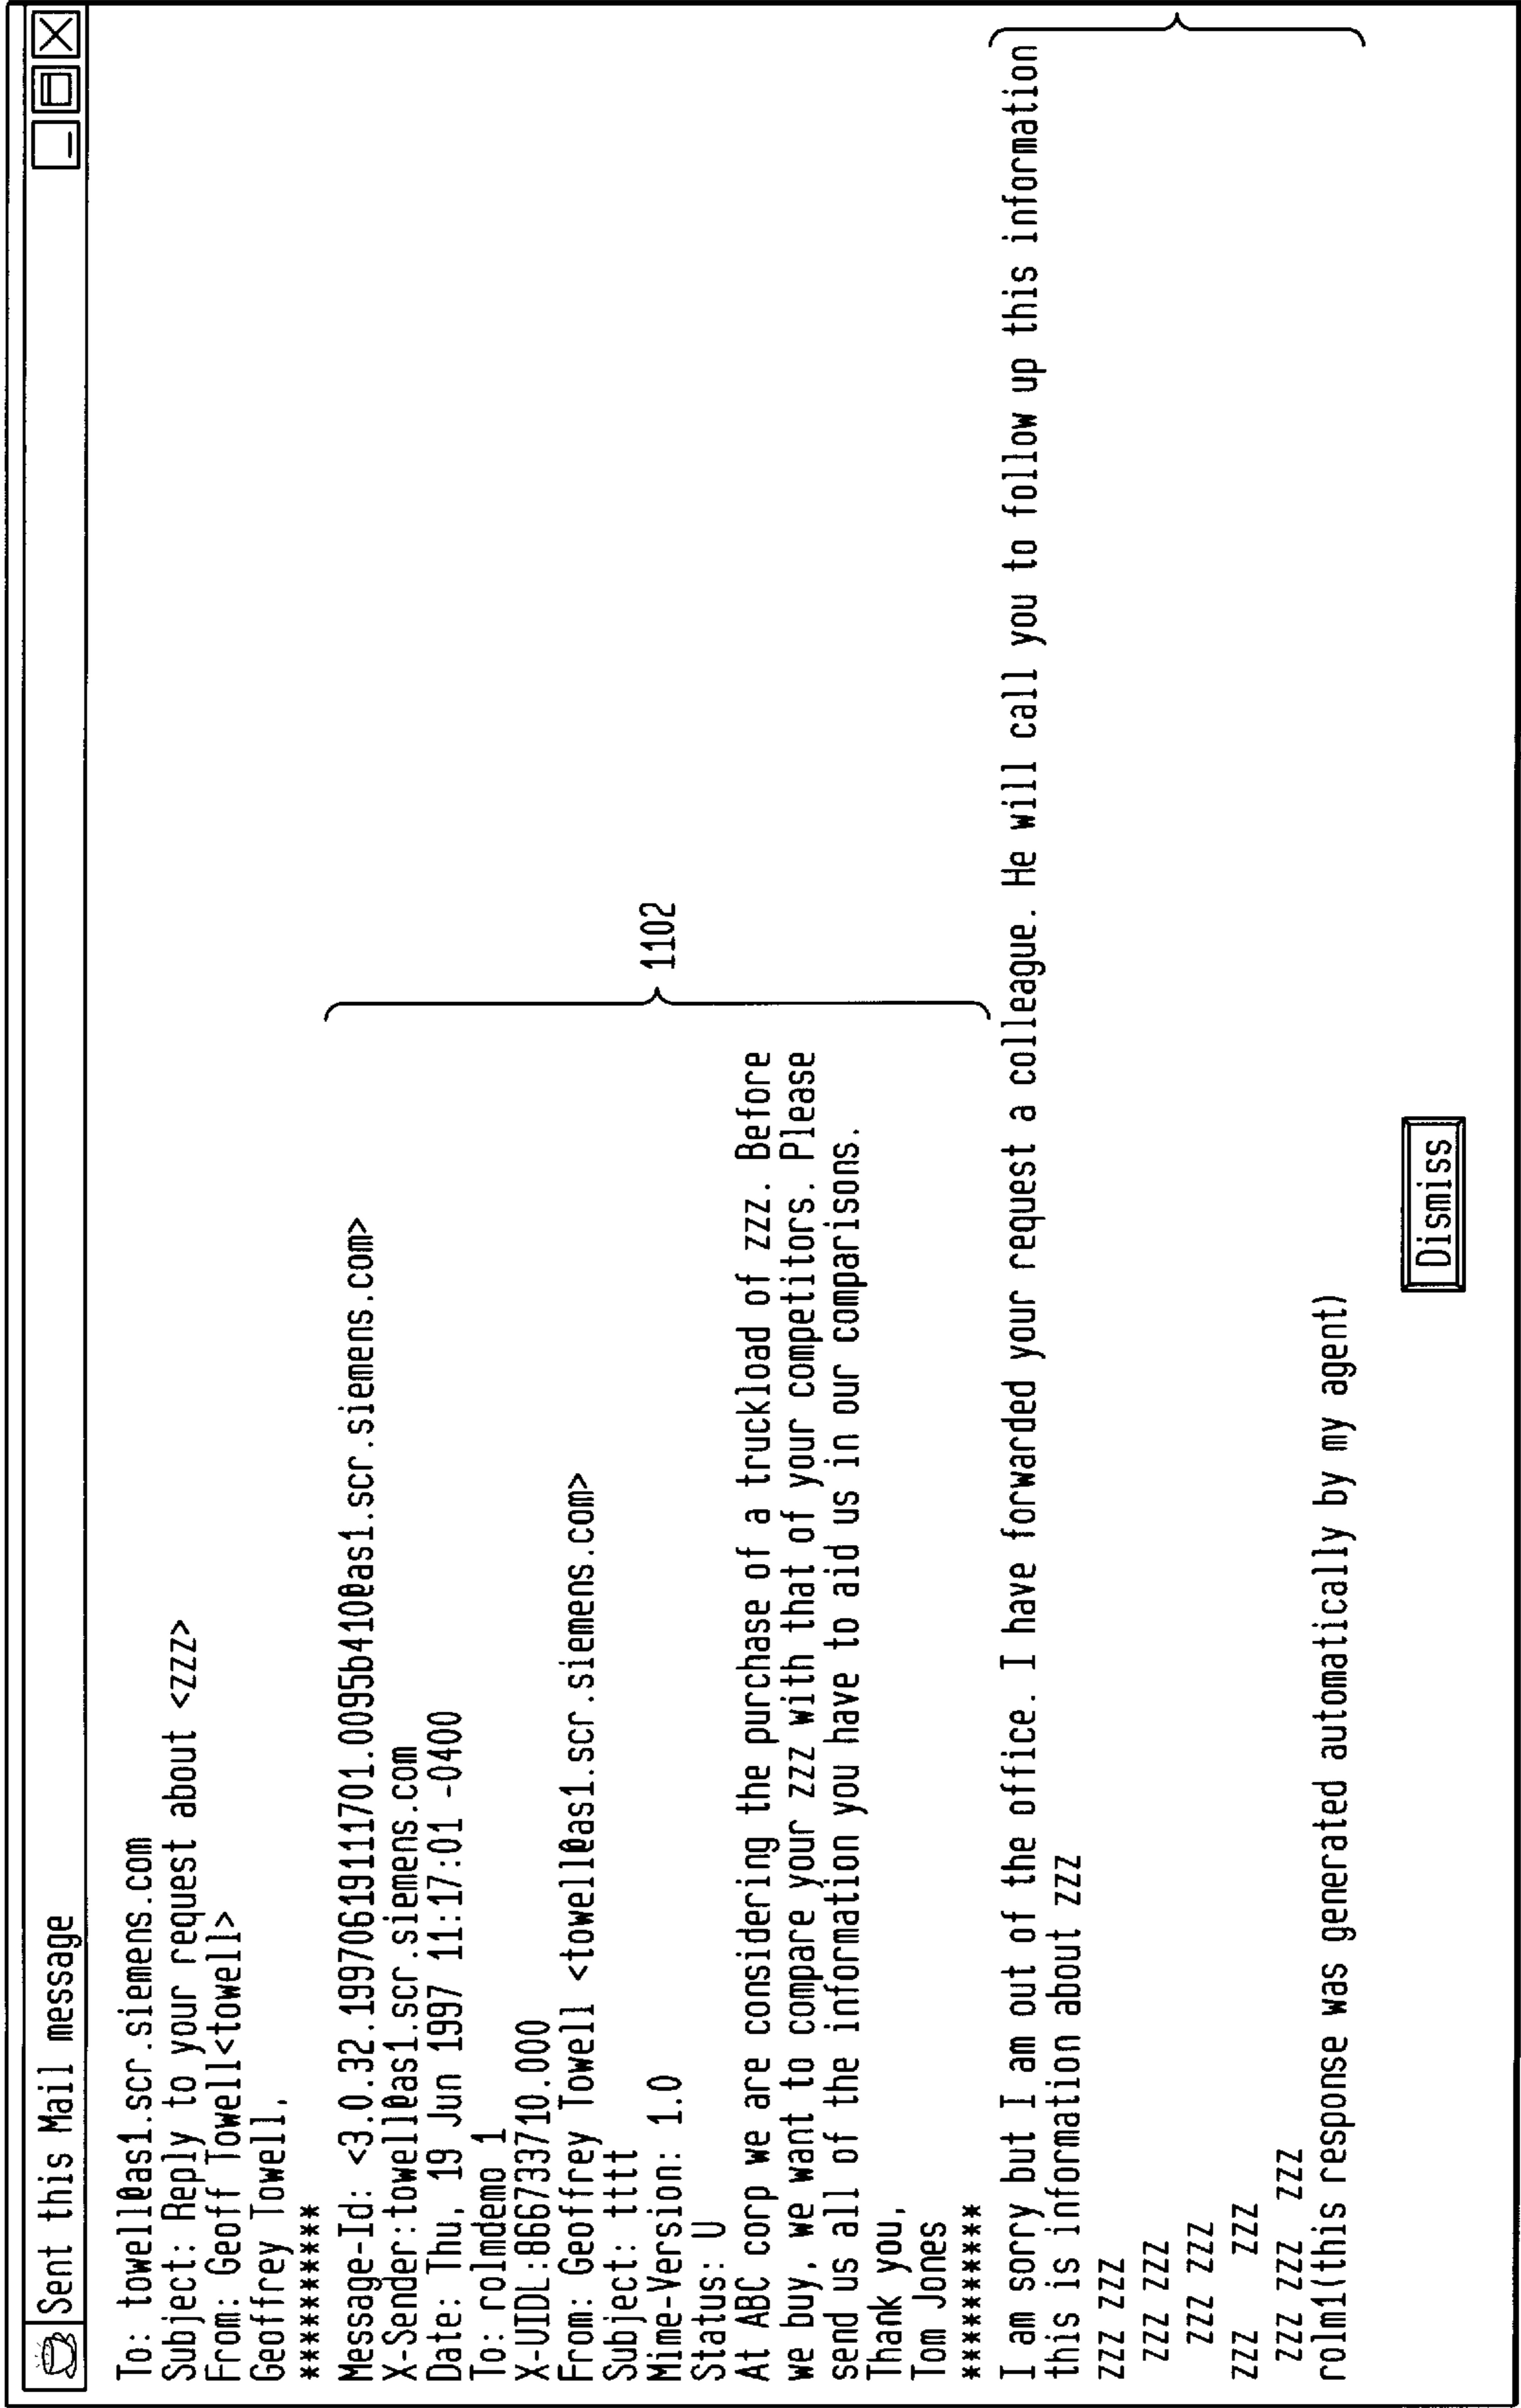 Sent this Mail message
To: towell@as1.scr.siemens.com
Subject: Reply to your request about <zzz>
From: Geoff Towell<towell>
Geoffrey Towell,
**********
Message-Id: <3.0.32.19970619111701.0095b410@as1.scr.siemens.com>
X-Sender:towell@as1.scr.siemens.com
Date: Thu, 19 Jun 1997 11:17:01 -0400
To: rolmdemo 1
X-UIDL:866733710.000
From: Geoffrey Towell <towell@as1.scr.siemens.com>
Subject: tttt
Mime-Version: 1.0
Status: U
At ABC corp we are considering the purchase of a truckload of zzz. Before
we buy, we want to compare your zzz with that of your competitors. Please
send us all of the information you have to aid us in our comparisons.
Thank you,
Tom Jones
**********
1102
I am sorry but I am out of the office. I have forwarded your request a colleague. He will call you to follow up this information
this is information about zzz
zzz zzz
zzz zzz
zzz zzz
zzz zzz
zzz zzz zzz
rolm1(this response was generated automatically by my agent)
Dismiss